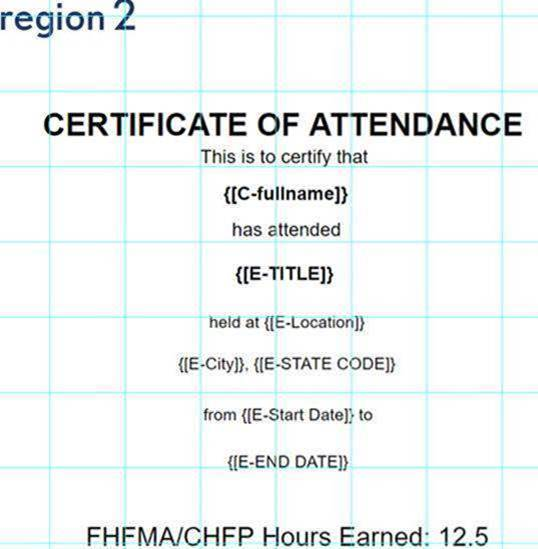 region 2
CERTIFICATE OF ATTENDANCE
This is to certify that
{[C-fullname]}
has attended
{[E-TITLE]}
held at {[E-Location]}
{[E-City]}, {[E-STATE CODE]}
from {[E-Start Date]} to
{[E-END DATE]}
FHFMA/CHFP Hours Earned: 12.5